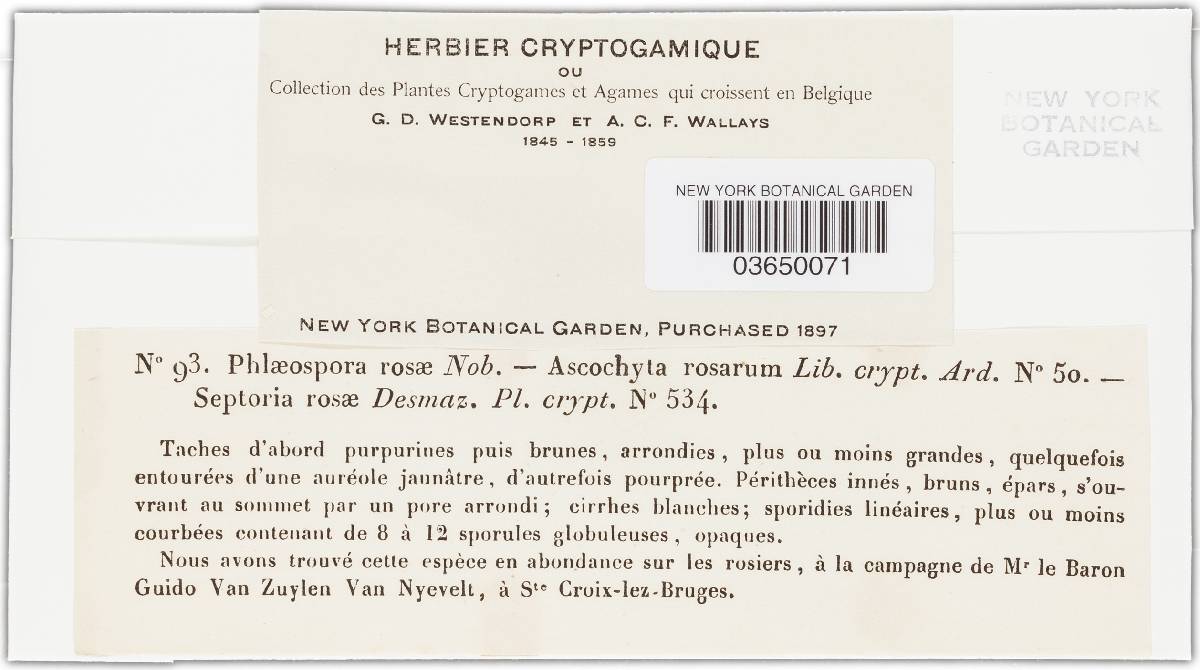 HERBIER CRYPTOGAMIQUE
OU
Collection des Plantes Cryptogames et Agames qui croissent en Belgique
G. D. WESTENDORP ET A. C. F. WALLAYS
1845 - 1859
NEW YORK
BOTANICAL
GARDEN
NEW YORK BOTANICAL GARDEN
03650071
NEW YORK BOTANICAL GARDEN, PURCHASED 1897
Nº 93. Phlæospora rosæ Nob. — Ascochyta rosarum Lib. crypt. Ard. Nº 50. —
Septoria rosæ Desmaz. Pl. crypt. Nº 534.
Taches d'abord purpurines puis brunes, arrondies, plus ou moins grandes, quelquefois
entourées d'une auréole jaunâtre, d'autrefois pourprée. Périthèces innés, bruns, épars, s'ou-
vrant au sommet par un pore arrondi; cirrhes blanches; sporidies linéaires, plus ou moins
courbées contenant de 8 à 12 sporules globuleuses, opaques.
Nous avons trouvé cette espèce en abondance sur les rosiers, à la campagne de Mʳ le Baron
Guido Van Zuylen Van Nyevelt, à Sᵗᵉ Croix-lez-Bruges.